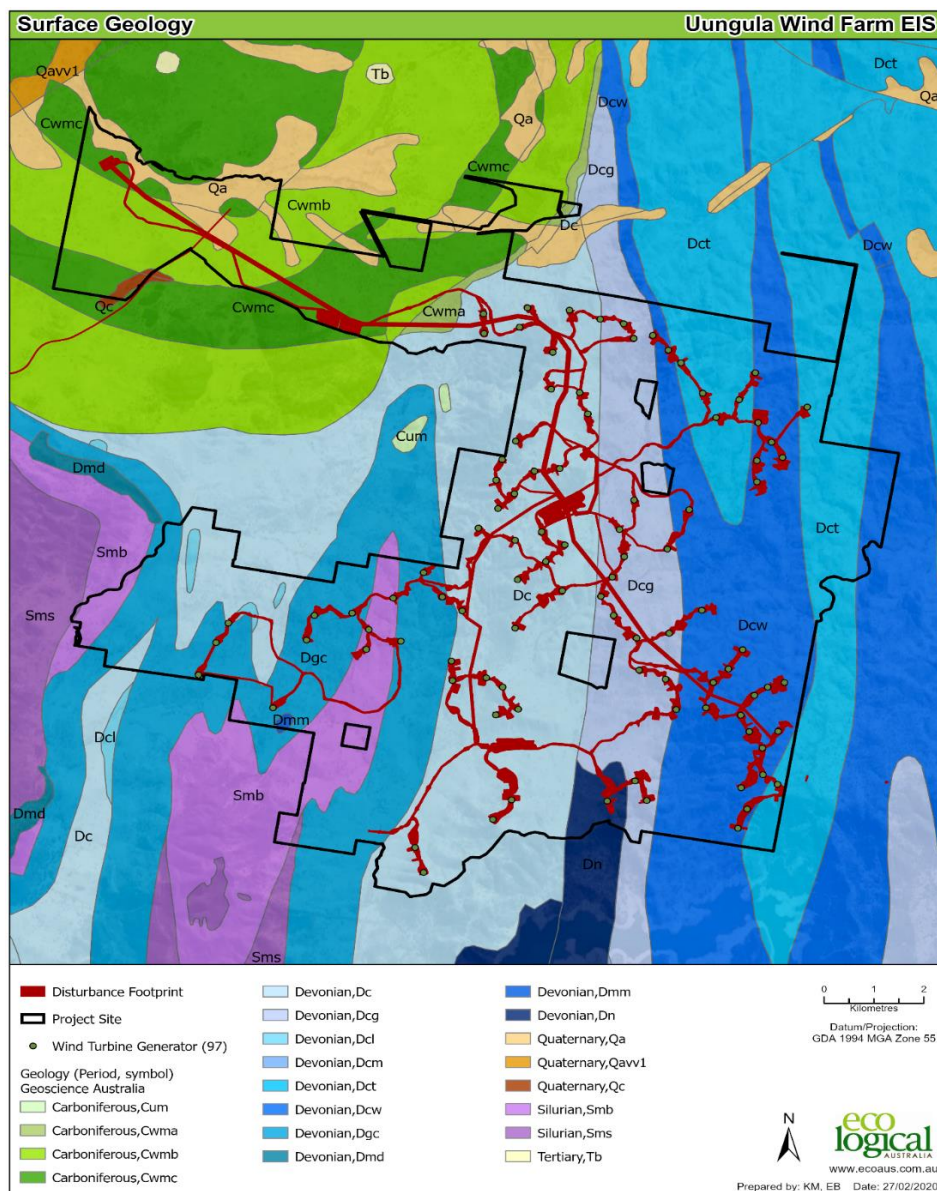 Surface Geology
Uungula Wind Farm EIS
Qavv1
Tb
Dct
Qa
Cwmc
Dcw
Qa
Cwmc
Dcg
Qa
Cwmb
Dc
Dct
Dcw
Qc
Cwmc
Cwma
Cum
Dmd
Smb
Dct
Sms
Dc
Dcg
Dgc
Dcw
Dmm
Dcl
Smb
Dmd
Dc
Dn
Sms
Disturbance Footprint
Project Site
Wind Turbine Generator (97)
Geology (Period, symbol)
Geoscience Australia
Carboniferous,Cum
Carboniferous,Cwma
Carboniferous,Cwmb
Carboniferous,Cwmc
Devonian,Dc
Devonian,Dcg
Devonian,Dcl
Devonian,Dcm
Devonian,Dct
Devonian,Dcw
Devonian,Dgc
Devonian,Dmd
Devonian,Dmm
Devonian,Dn
Quaternary,Qa
Quaternary,Qavv1
Quaternary,Qc
Silurian,Smb
Silurian,Sms
Tertiary,Tb
0 1 2
Kilometres
Datum/Projection:
GDA 1994 MGA Zone 55
N
eco
logical
AUSTRALIA
www.ecoaus.com.au
Prepared by: KM, EB Date: 27/02/2020